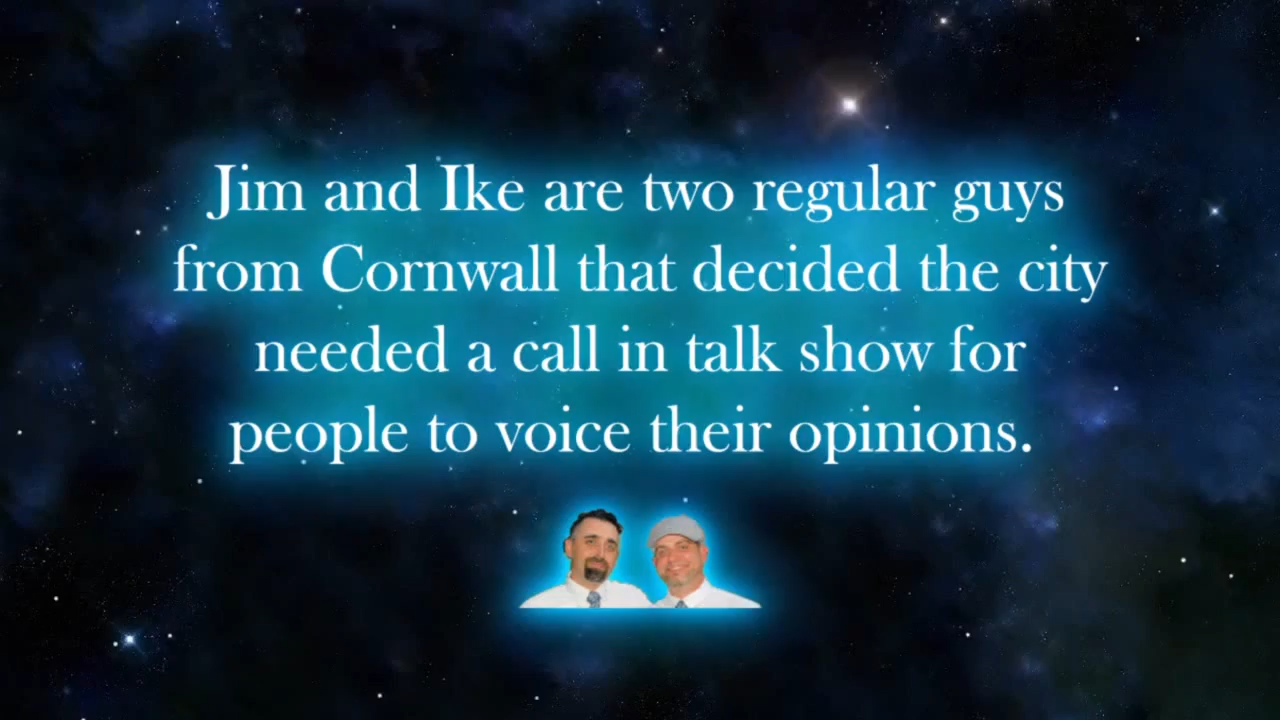 Jim and Ike are two regular guys
from Cornwall that decided the city
needed a call in talk show for
people to voice their opinions.